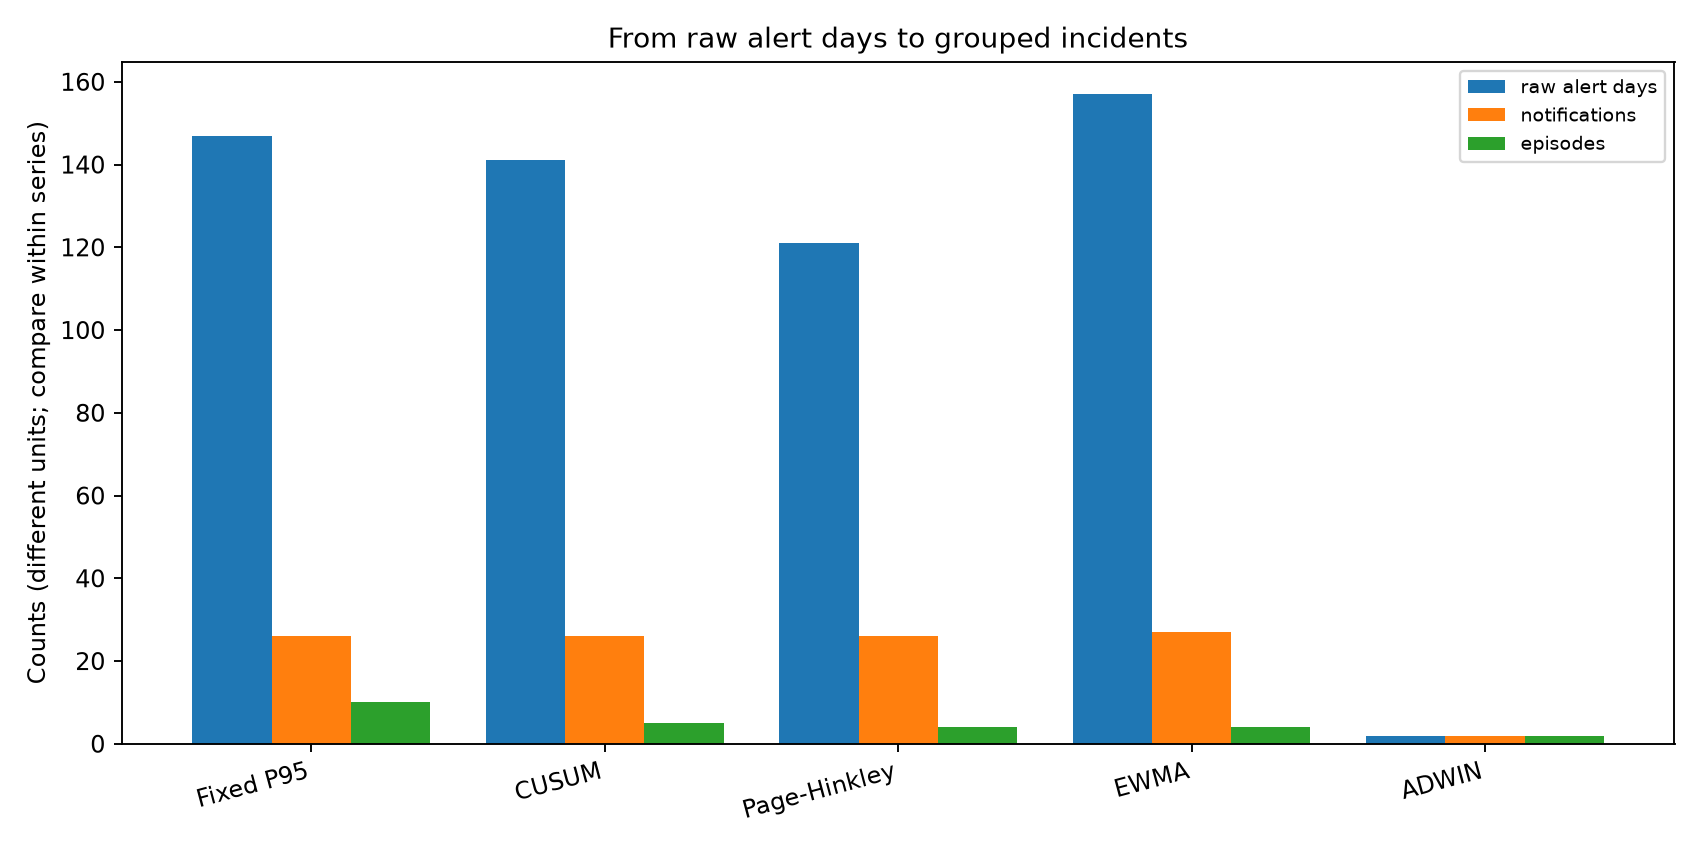 From raw alert days to grouped incidents
Counts (different units; compare within series)
160
140
120
100
80
60
40
20
0
raw alert days
notifications
episodes
Fixed P95
CUSUM
Page-Hinkley
EWMA
ADWIN